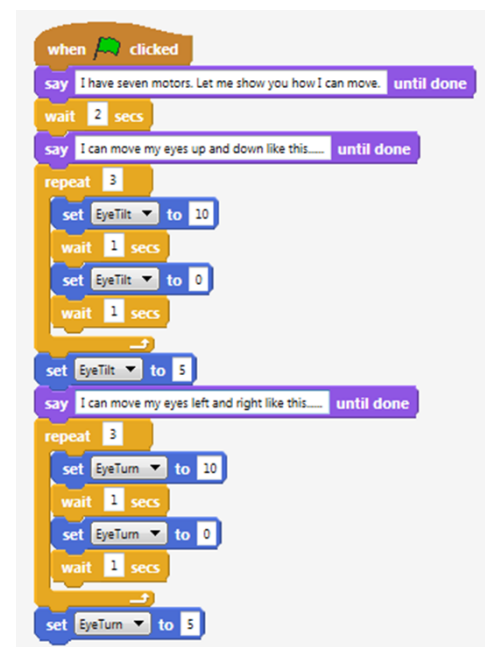 when clicked
say I have seven motors. Let me show you how I can move. until done
wait 2 secs
say I can move my eyes up and down like this...... until done
repeat 3
set EyeTilt to 10
wait 1 secs
set EyeTilt to 0
wait 1 secs
set EyeTilt to 5
say I can move my eyes left and right like this...... until done
repeat 3
set EyeTurn to 10
wait 1 secs
set EyeTurn to 0
wait 1 secs
set EyeTurn to 5